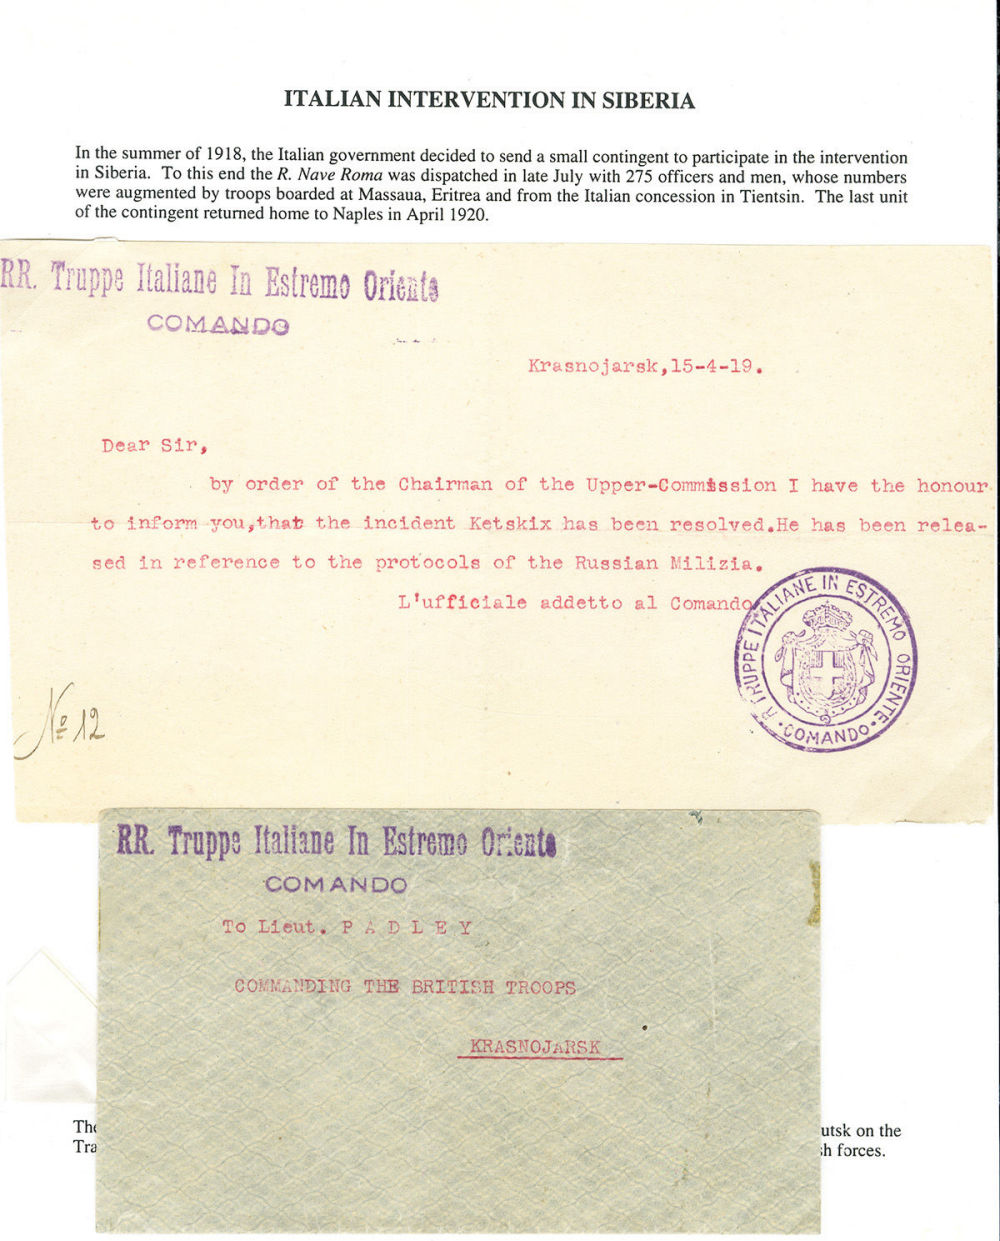 ITALIAN INTERVENTION IN SIBERIA
In the summer of 1918, the Italian government decided to send a small contingent to participate in the intervention
in Siberia. To this end the R. Nave Roma was dispatched in late July with 275 officers and men, whose numbers
were augmented by troops boarded at Massaua, Eritrea and from the Italian concession in Tientsin. The last unit
of the contingent returned home to Naples in April 1920.
RR. Truppe Italiane In Estremo Oriente
COMANDO
Krasnojarsk,15-4-19.
Dear Sir,
by order of the Chairman of the Upper-Commission I have the honour
to inform you,that the incident Ketskix has been resolved.He has been relea-
sed in reference to the protocols of the Russian Milizia.
L'ufficiale addetto al Comando
R TRUPPE ITALIANE IN ESTREMO ORIENTE
·COMANDO·
No 12
RR. Truppe Italiane In Estremo Oriente
COMANDO
To Lieut. P A D L E Y
COMMANDING THE BRITISH TROOPS
KRASNOJARSK
The utsk on the
Tra sh forces.